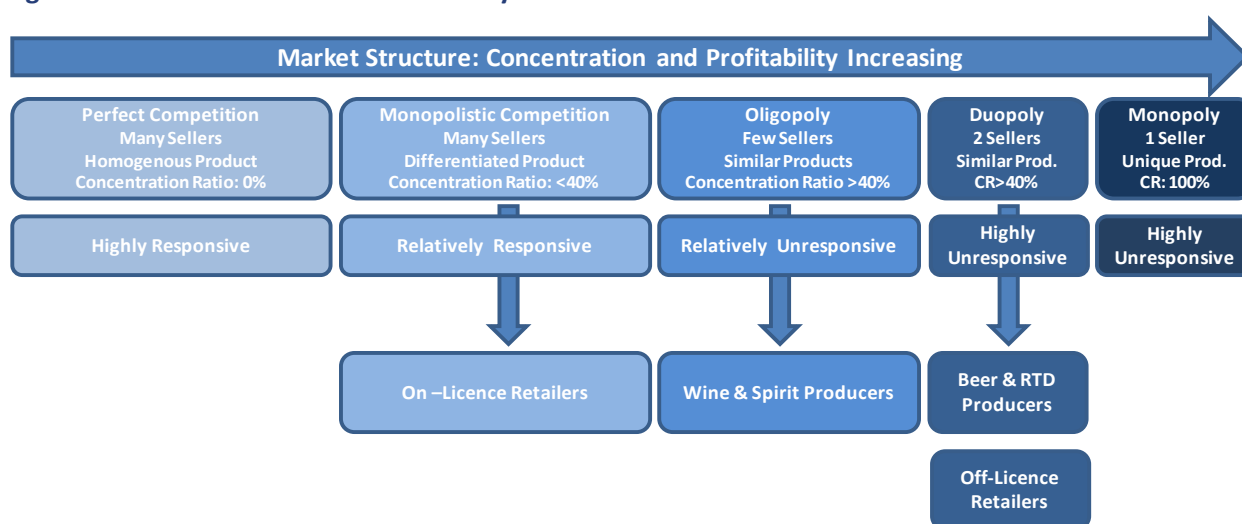 Market Structure: Concentration and Profitability Increasing
Perfect Competition
Many Sellers
Homogenous Product
Concentration Ratio: 0%
Monopolistic Competition
Many Sellers
Differentiated Product
Concentration Ratio: <40%
Oligopoly
Few Sellers
Similar Products
Concentration Ratio >40%
Duopoly
2 Sellers
Similar Prod.
CR>40%
Monopoly
1 Seller
Unique Prod.
CR: 100%
Highly Responsive
Relatively Responsive
Relatively Unresponsive
Highly
Unresponsive
Highly
Unresponsive
On –Licence Retailers
Wine & Spirit Producers
Beer & RTD
Producers
Off-Licence
Retailers